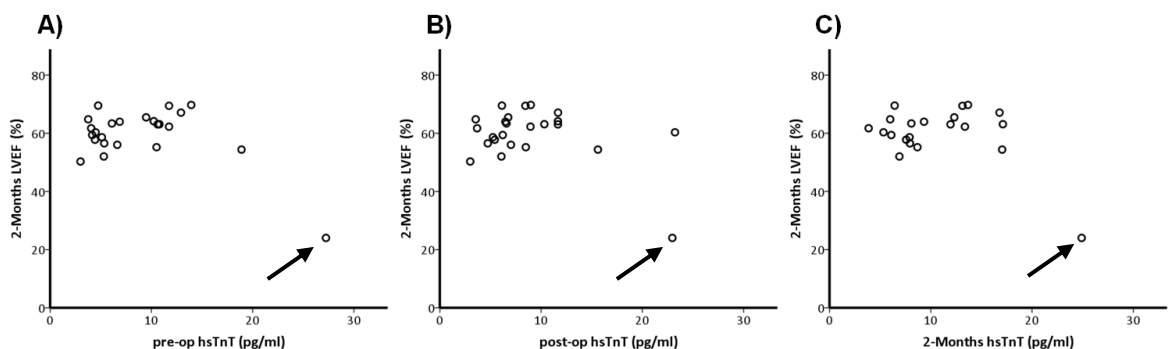 A)
2-Months LVEF (%)
80
60
40
20
0
0 10 20 30
pre-op hsTnT (pg/ml)
B)
2-Months LVEF (%)
80
60
40
20
0
0 10 20 30
post-op hsTnT (pg/ml)
C)
2-Months LVEF (%)
80
60
40
20
0
0 10 20 30
2-Months hsTnT (pg/ml)